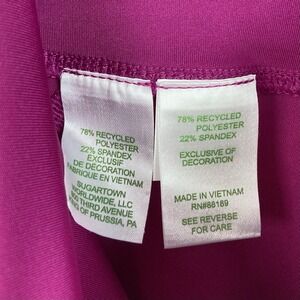 78% RECYCLED
POLYESTER
22% SPANDEX
EXCLUSIF
DE DECORATION
FABRIQUE EN VIETNAM
SUGARTOWN
WORLDWIDE, LLC
800 THIRD AVENUE
KING OF PRUSSIA, PA
78% RECYCLED
POLYESTER
22% SPANDEX
EXCLUSIVE OF
DECORATION
MADE IN VIETNAM
RN#88189
SEE REVERSE
FOR CARE